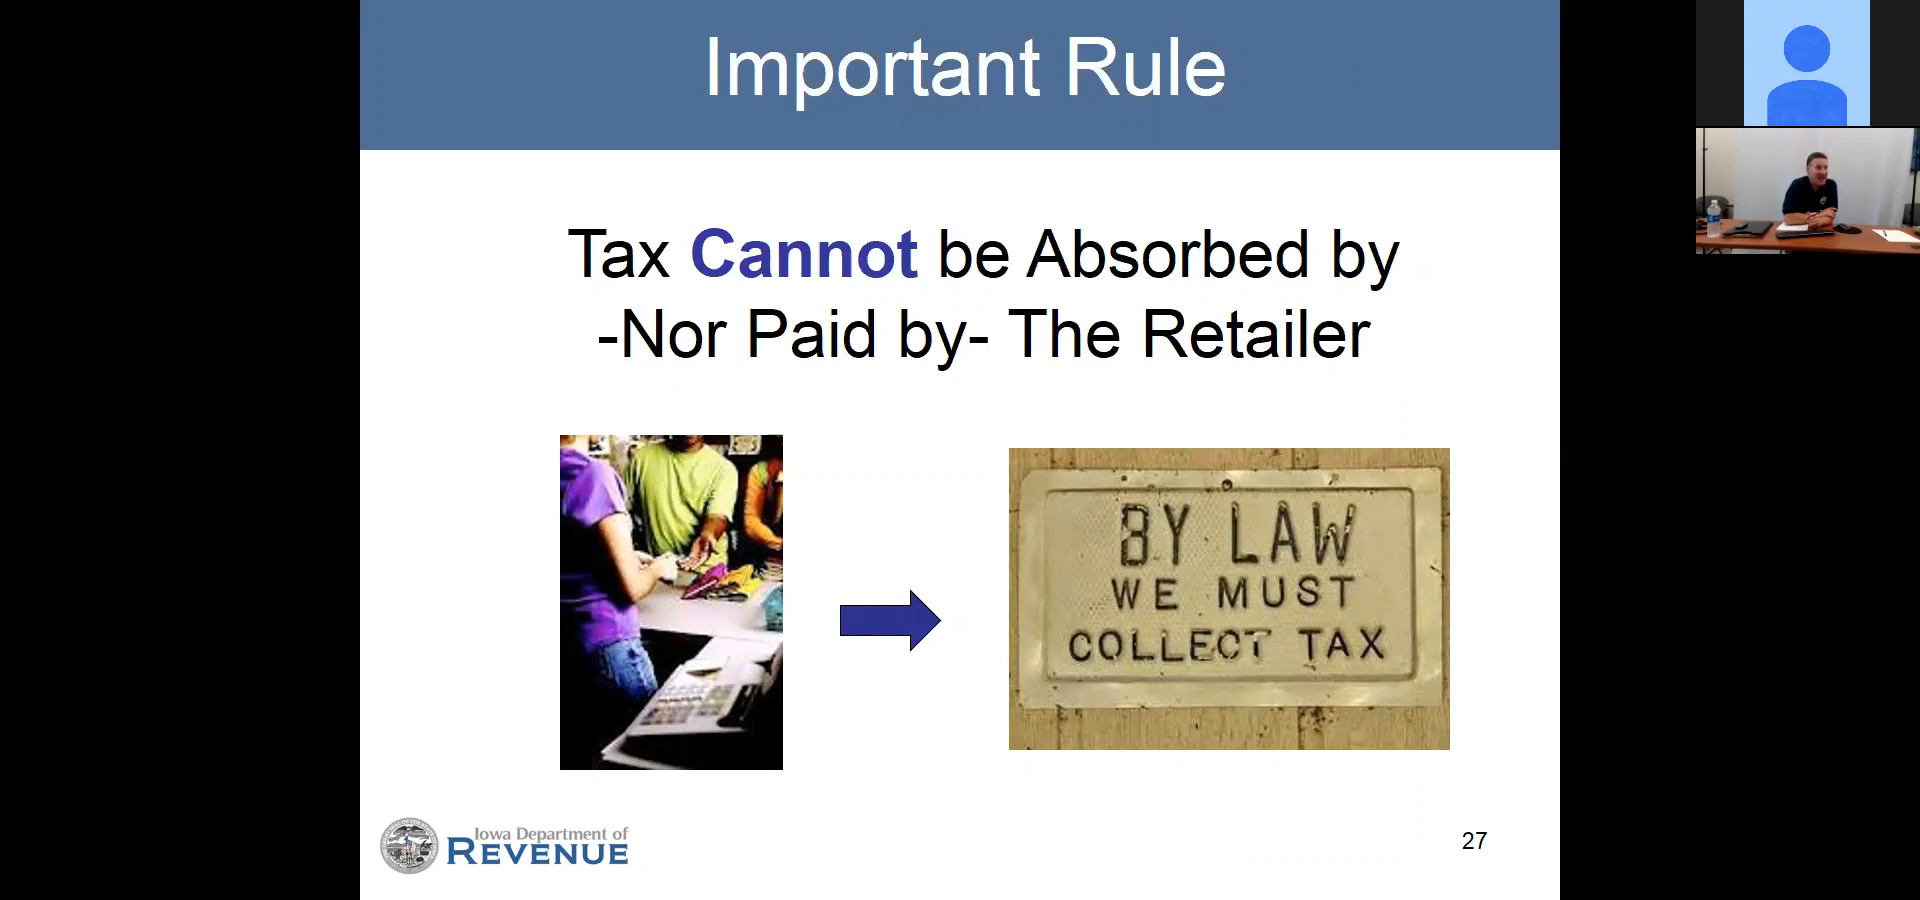 Important Rule
Tax Cannot be Absorbed by
-Nor Paid by- The Retailer
BY LAW
WE MUST
COLLECT TAX
Iowa Department of
REVENUE
27